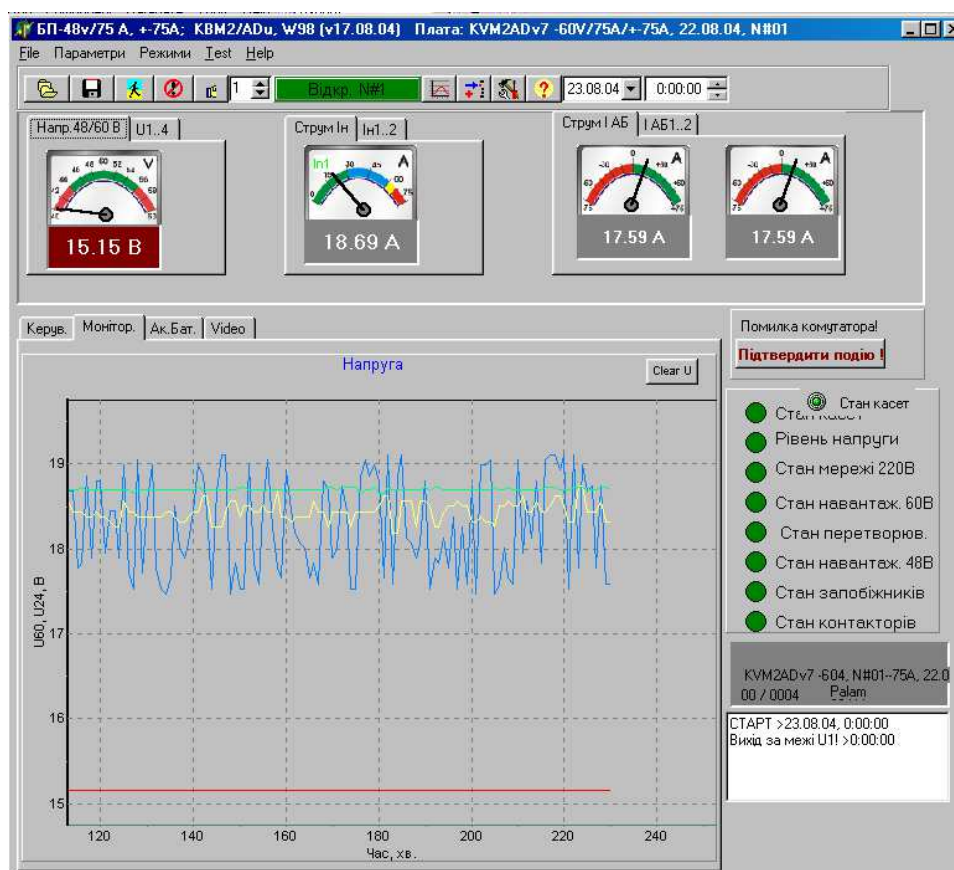 БП-48v/75 A, +-75A; КВМ2/ADu, W98 (v17.08.04) Плата: KVM2ADv7 -60V/75A/+-75A, 22.08.04, N#01
File Параметри Режими Test Help
1 Відкр. N#1 23.08.04 0:00:00
Напр.48/60 В U1..4
Струм Ін Ін1..2
Струм І АБ І АБ1..2
In1
15.15 В
18.69 А
17.59 А
17.59 А
Керув. Монітор. Ак.Бат. Video
Напруга
Clear U
U60, U24, В
19
18
17
16
15
120 140 160 180 200 220 240
Час, хв.
Помилка комутатора!
Підтвердити подію !
Стан касет
Рівень напруги
Стан мережі 220В
Стан навантаж. 60В
Стан перетворюв.
Стан навантаж. 48В
Стан запобіжників
Стан контакторів
KVM2ADv7 -604, N#01--75A, 22.0
00 / 0004 Palam
СТАРТ >23.08.04, 0:00:00
Вихід за межі U1! >0:00:00